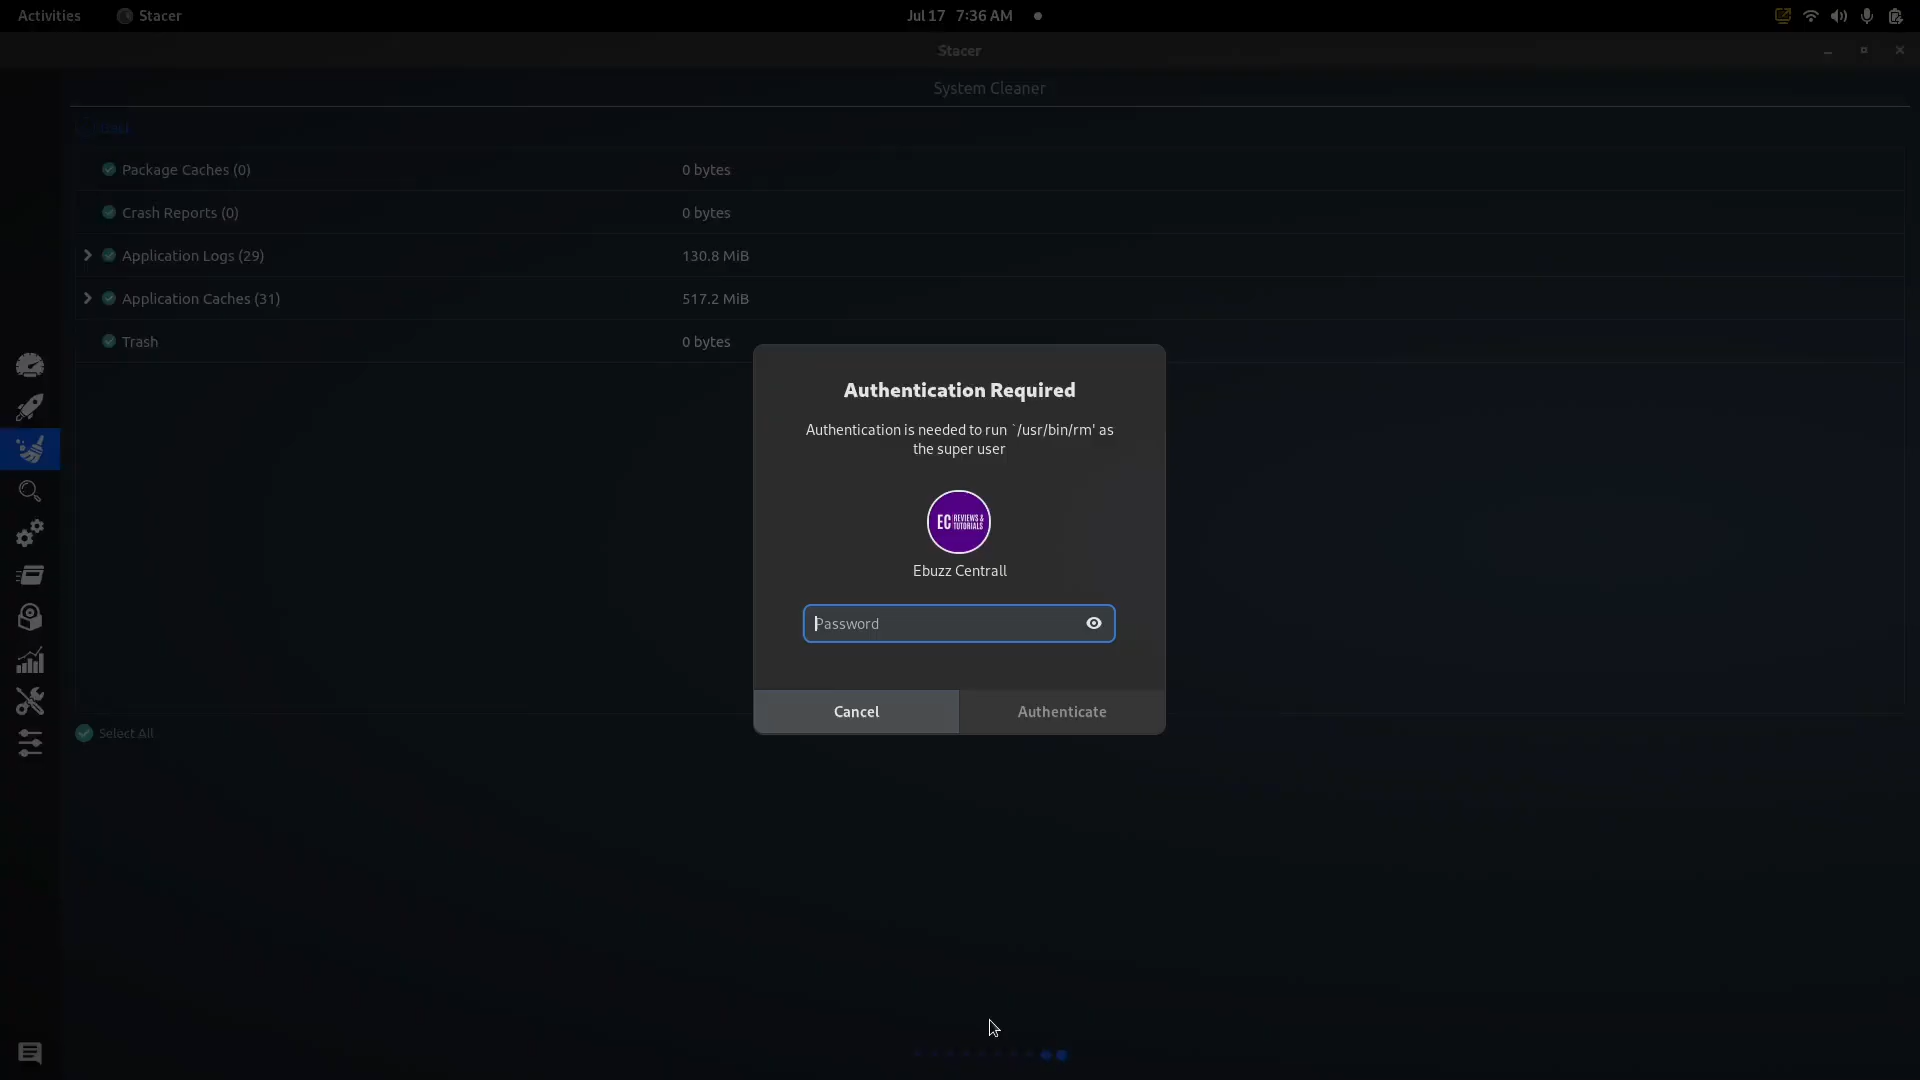 Activities
Stacer
Jul 17 7:36 AM
Stacer
System Cleaner
Package Caches (0)
0 bytes
Crash Reports (0)
0 bytes
Application Logs (29)
130.8 MiB
Application Caches (31)
517.2 MiB
Trash
0 bytes
Authentication Required
Authentication is needed to run `/usr/bin/rm' as
the super user
EC REVIEWS &
TUTORIALS
Ebuzz Centrall
Password
Cancel
Authenticate
Select All